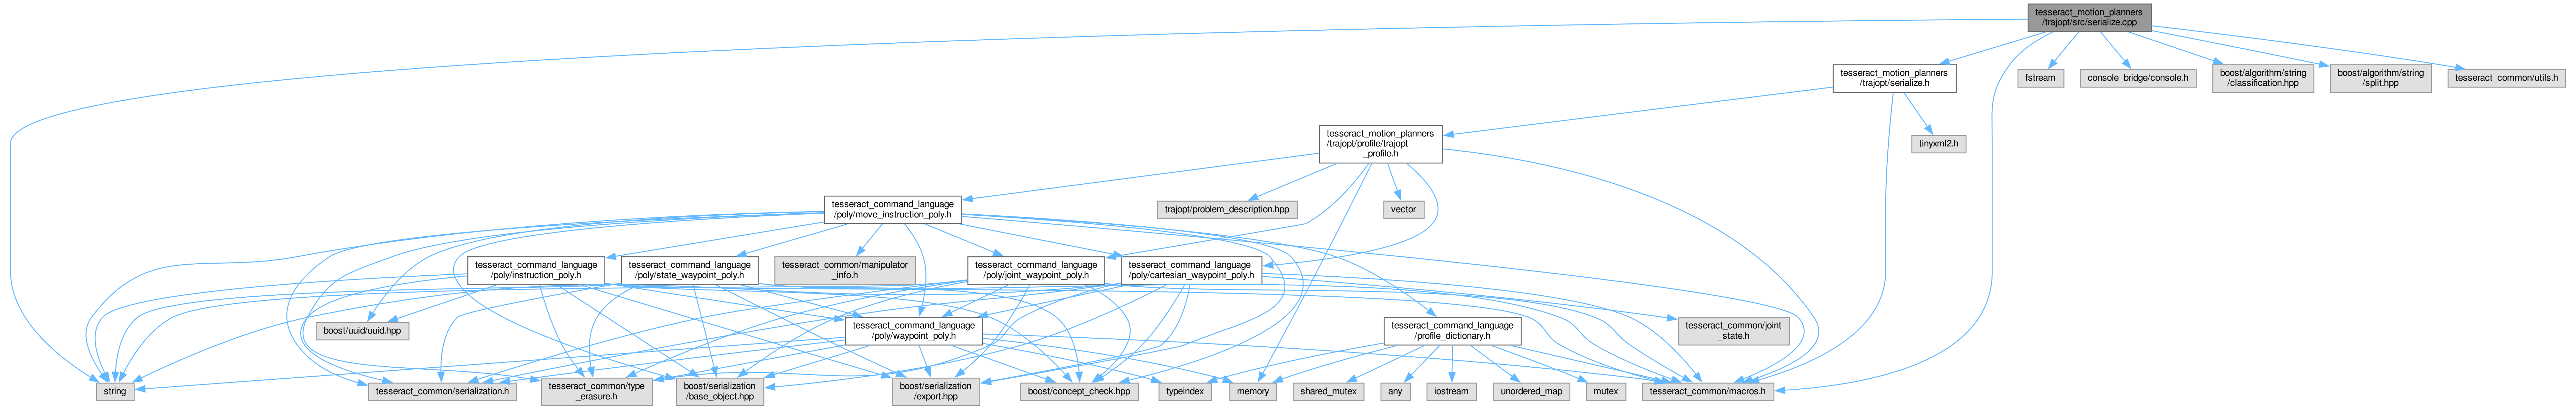 tesseract_motion_planners
/trajopt/src/serialize.cpp
tesseract_motion_planners
/trajopt/serialize.h
fstream
console_bridge/console.h
boost/algorithm/string
/classification.hpp
boost/algorithm/string
/split.hpp
tesseract_common/utils.h
tesseract_motion_planners
/trajopt/profile/trajopt
_profile.h
tinyxml2.h
tesseract_command_language
/poly/move_instruction_poly.h
trajopt/problem_description.hpp
vector
tesseract_command_language
/poly/instruction_poly.h
tesseract_command_language
/poly/state_waypoint_poly.h
tesseract_common/manipulator
_info.h
tesseract_command_language
/poly/joint_waypoint_poly.h
tesseract_command_language
/poly/cartesian_waypoint_poly.h
boost/uuid/uuid.hpp
tesseract_command_language
/poly/waypoint_poly.h
tesseract_command_language
/profile_dictionary.h
tesseract_common/joint
_state.h
string
tesseract_common/serialization.h
tesseract_common/type
_erasure.h
boost/serialization
/base_object.hpp
boost/serialization
/export.hpp
boost/concept_check.hpp
typeindex
memory
shared_mutex
any
iostream
unordered_map
mutex
tesseract_common/macros.h